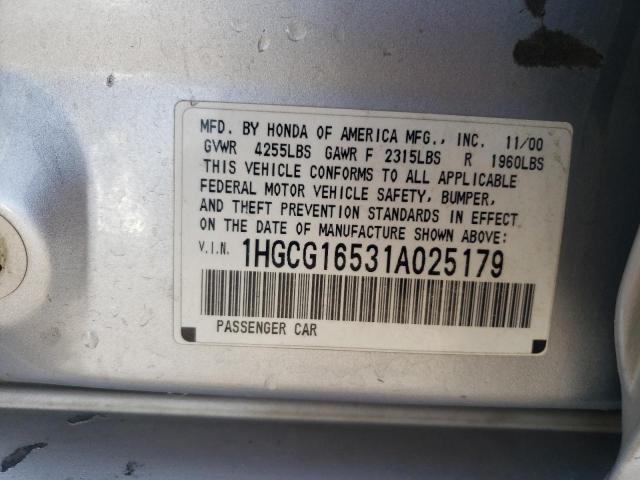 MFD. BY HONDA OF AMERICA MFG., INC. 11/00
GVWR 4255LBS GAWR F 2315LBS R 1960LBS
THIS VEHICLE CONFORMS TO ALL APPLICABLE
FEDERAL MOTOR VEHICLE SAFETY, BUMPER,
AND THEFT PREVENTION STANDARDS IN EFFECT
ON THE DATE OF MANUFACTURE SHOWN ABOVE:
V.I.N. 1HGCG16531A025179
PASSENGER CAR